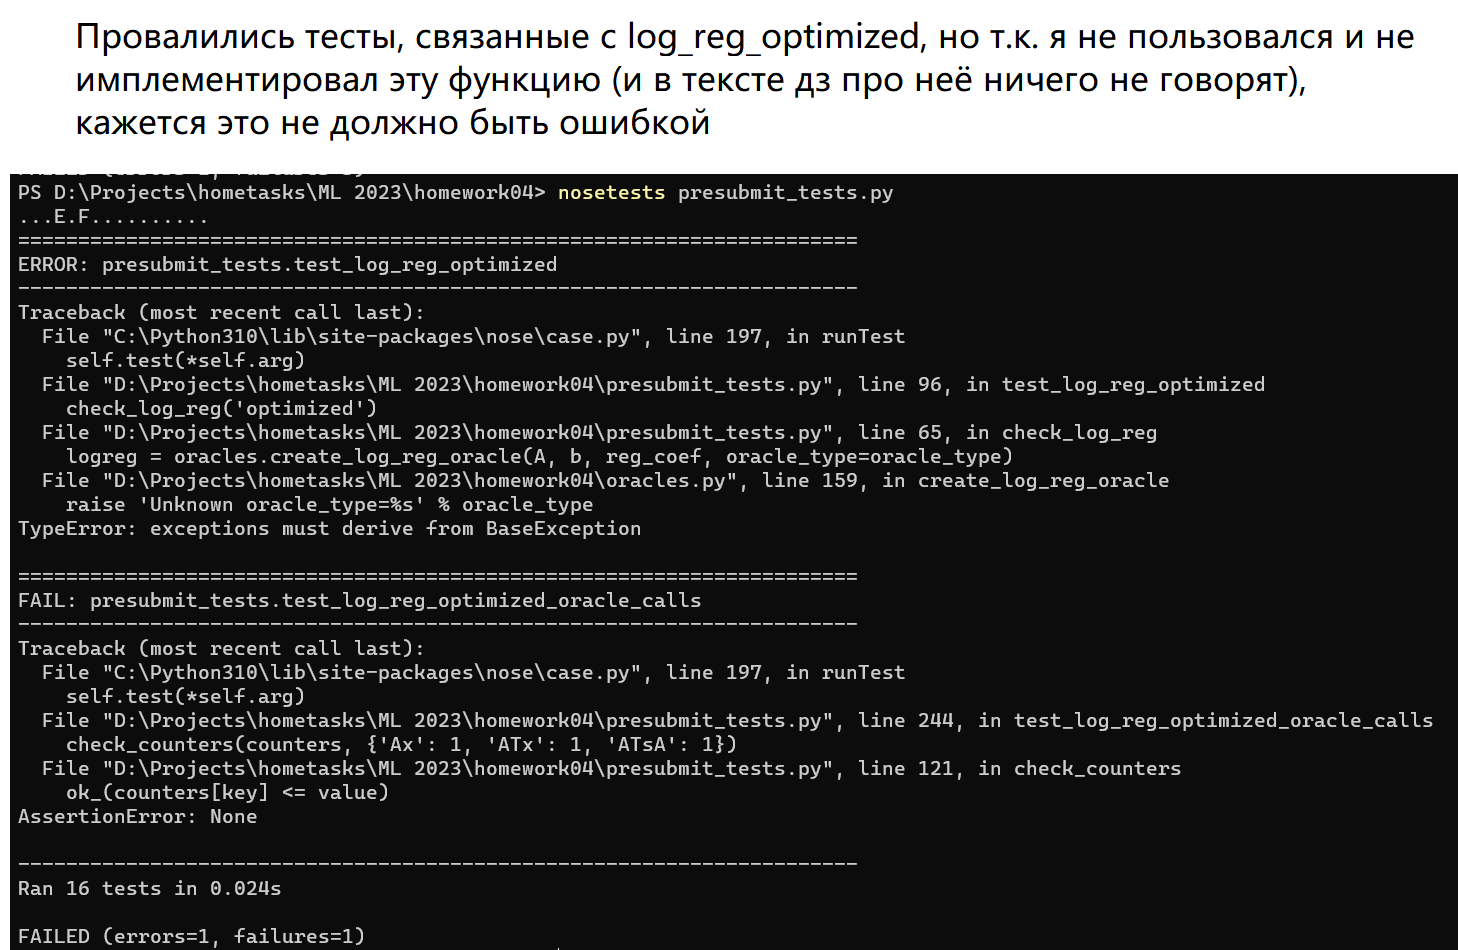 Провалились тесты, связанные с log_reg_optimized, но т.к. я не пользовался и не
имплементировал эту функцию (и в тексте дз про неё ничего не говорят),
кажется это не должно быть ошибкой
PS D:\Projects\hometasks\ML 2023\homework04> nosetests presubmit_tests.py
...E.F..........
======================================================================
ERROR: presubmit_tests.test_log_reg_optimized
----------------------------------------------------------------------
Traceback (most recent call last):
  File "C:\Python310\lib\site-packages\nose\case.py", line 197, in runTest
    self.test(*self.arg)
  File "D:\Projects\hometasks\ML 2023\homework04\presubmit_tests.py", line 96, in test_log_reg_optimized
    check_log_reg('optimized')
  File "D:\Projects\hometasks\ML 2023\homework04\presubmit_tests.py", line 65, in check_log_reg
    logreg = oracles.create_log_reg_oracle(A, b, reg_coef, oracle_type=oracle_type)
  File "D:\Projects\hometasks\ML 2023\homework04\oracles.py", line 159, in create_log_reg_oracle
    raise 'Unknown oracle_type=%s' % oracle_type
TypeError: exceptions must derive from BaseException
======================================================================
FAIL: presubmit_tests.test_log_reg_optimized_oracle_calls
----------------------------------------------------------------------
Traceback (most recent call last):
  File "C:\Python310\lib\site-packages\nose\case.py", line 197, in runTest
    self.test(*self.arg)
  File "D:\Projects\hometasks\ML 2023\homework04\presubmit_tests.py", line 244, in test_log_reg_optimized_oracle_calls
    check_counters(counters, {'Ax': 1, 'ATx': 1, 'ATsA': 1})
  File "D:\Projects\hometasks\ML 2023\homework04\presubmit_tests.py", line 121, in check_counters
    ok_(counters[key] <= value)
AssertionError: None
----------------------------------------------------------------------
Ran 16 tests in 0.024s
FAILED (errors=1, failures=1)